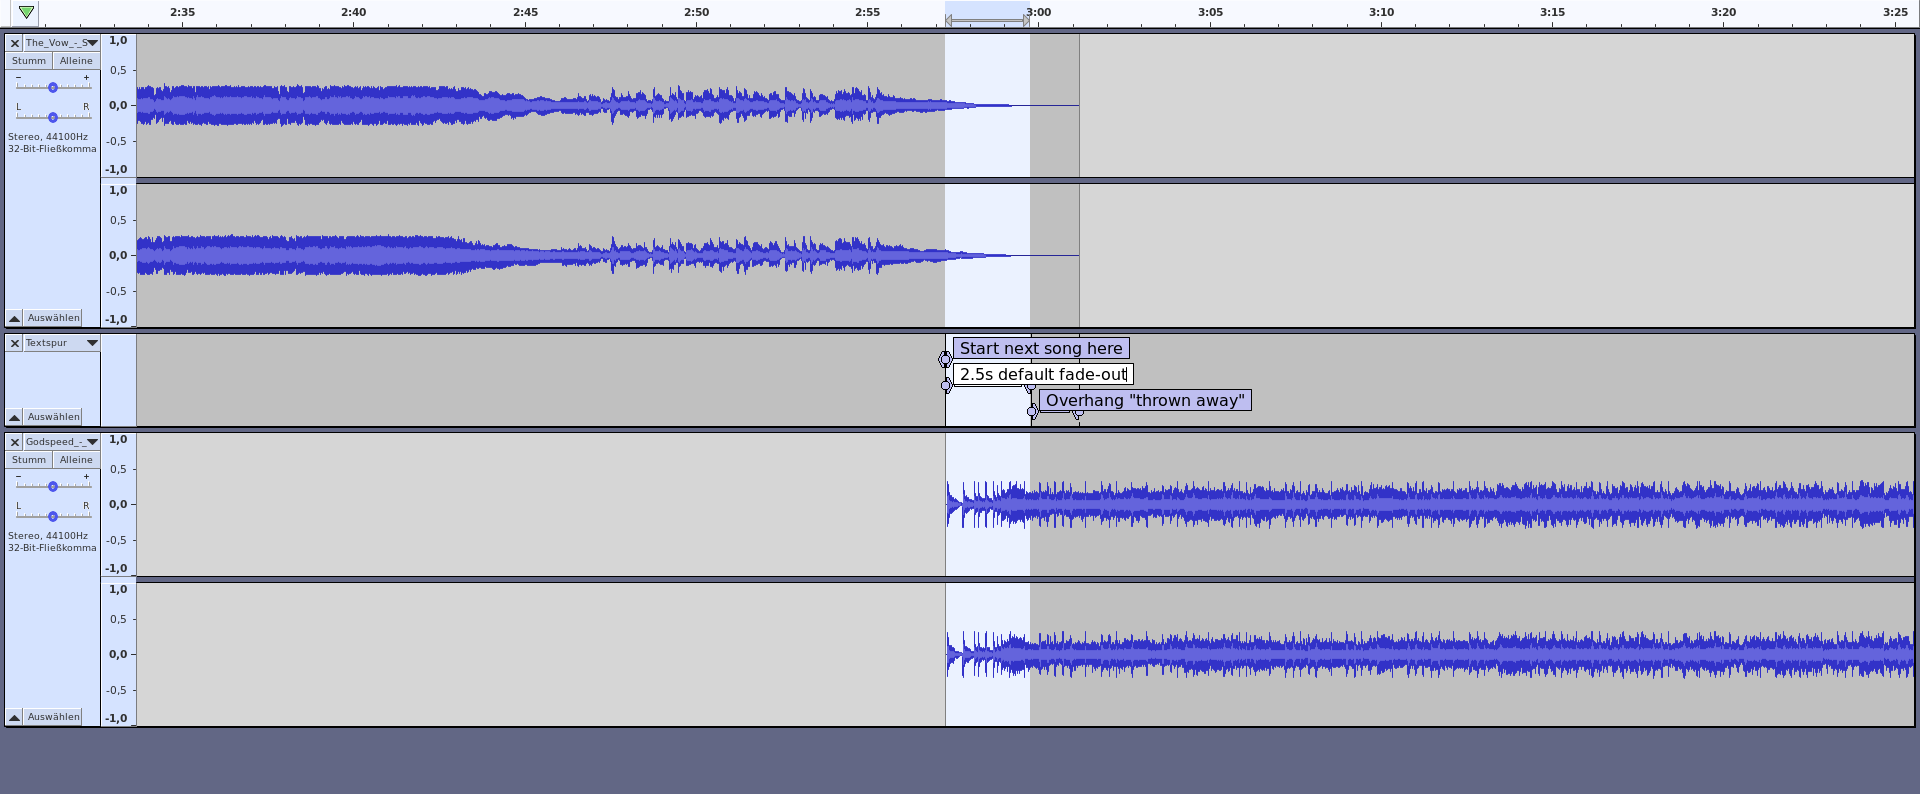 2:35 2:40 2:45 2:50 2:55 3:00 3:05 3:10 3:15 3:20 3:25
The_Vow_-_S
Stumm Alleine
- +
L R
Stereo, 44100Hz
32-Bit-Fließkomma
Auswählen
1,0
0,5
0,0
-0,5
-1,0
1,0
0,5
0,0
-0,5
-1,0
Textspur
Auswählen
Start next song here
2.5s default fade-out
Overhang "thrown away"
Godspeed_-_
Stumm Alleine
- +
L R
Stereo, 44100Hz
32-Bit-Fließkomma
Auswählen
1,0
0,5
0,0
-0,5
-1,0
1,0
0,5
0,0
-0,5
-1,0